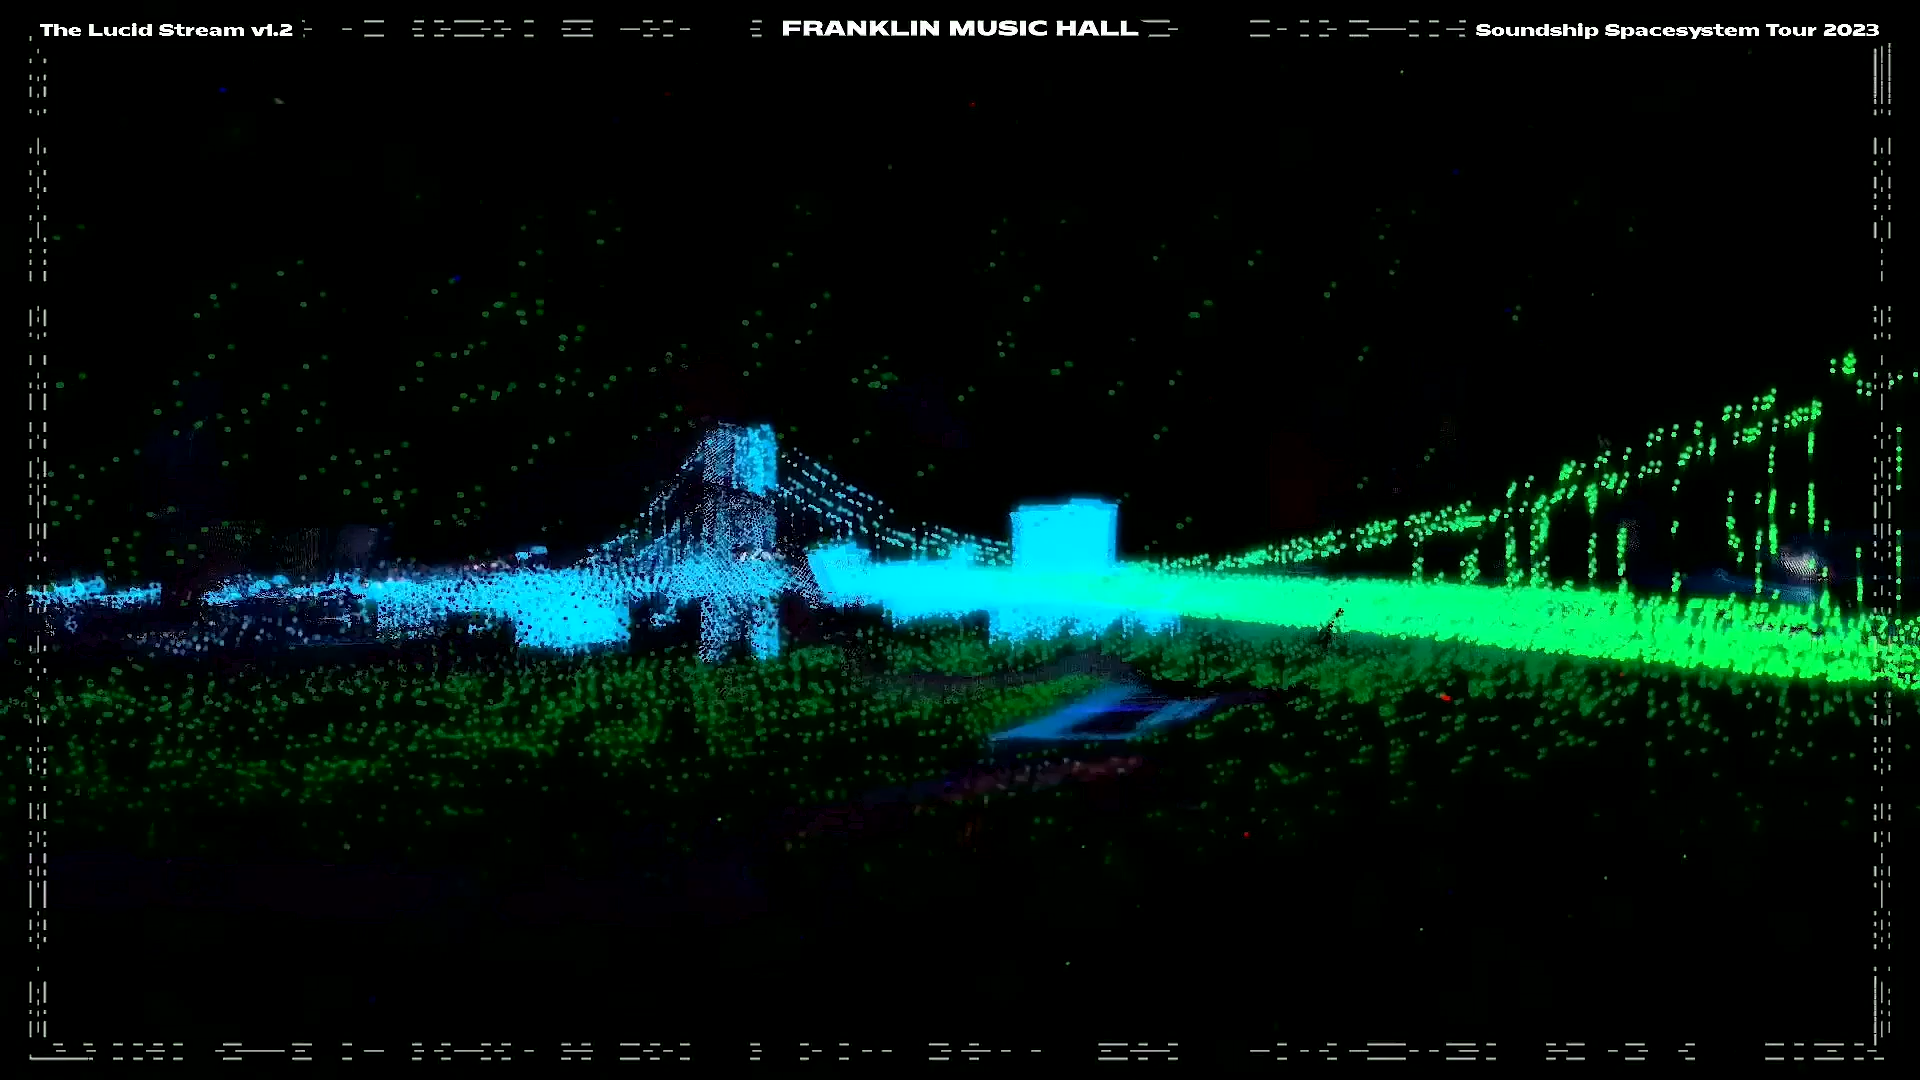 The Lucid Stream v1.2
FRANKLIN MUSIC HALL
Soundship Spacesystem Tour 2023